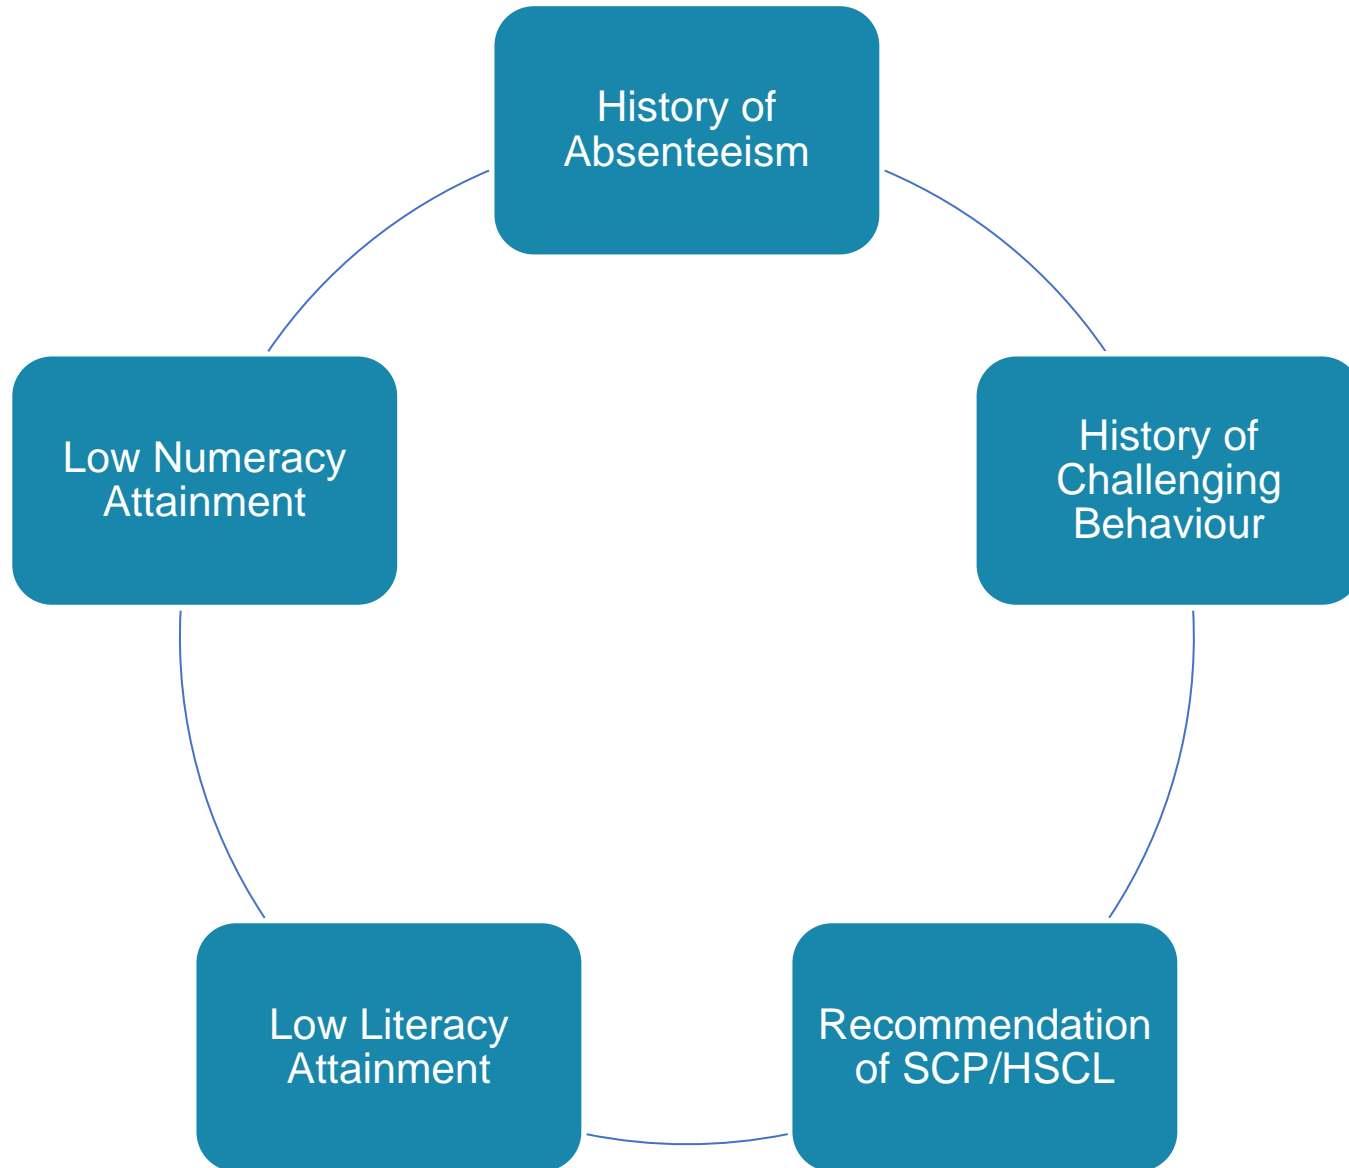 History of
Absenteeism
History of
Challenging
Behaviour
Recommendation
of SCP/HSCL
Low Literacy
Attainment
Low Numeracy
Attainment